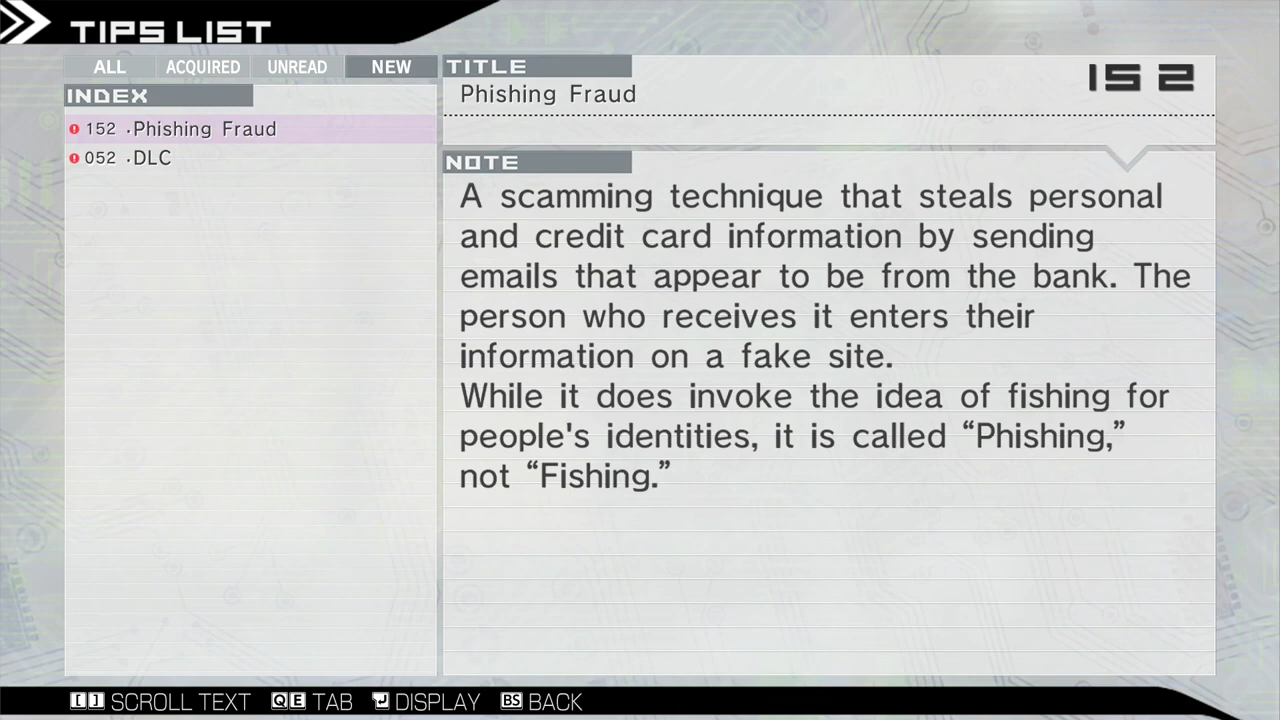 TIPS LIST
ALL ACQUIRED UNREAD NEW
INDEX
152 .Phishing Fraud
052 .DLC
TITLE
152
Phishing Fraud
NOTE
A scamming technique that steals personal
and credit card information by sending
emails that appear to be from the bank. The
person who receives it enters their
information on a fake site.
While it does invoke the idea of fishing for
people's identities, it is called “Phishing,”
not “Fishing.”
[ ] SCROLL TEXT Q E TAB ↵ DISPLAY BS BACK